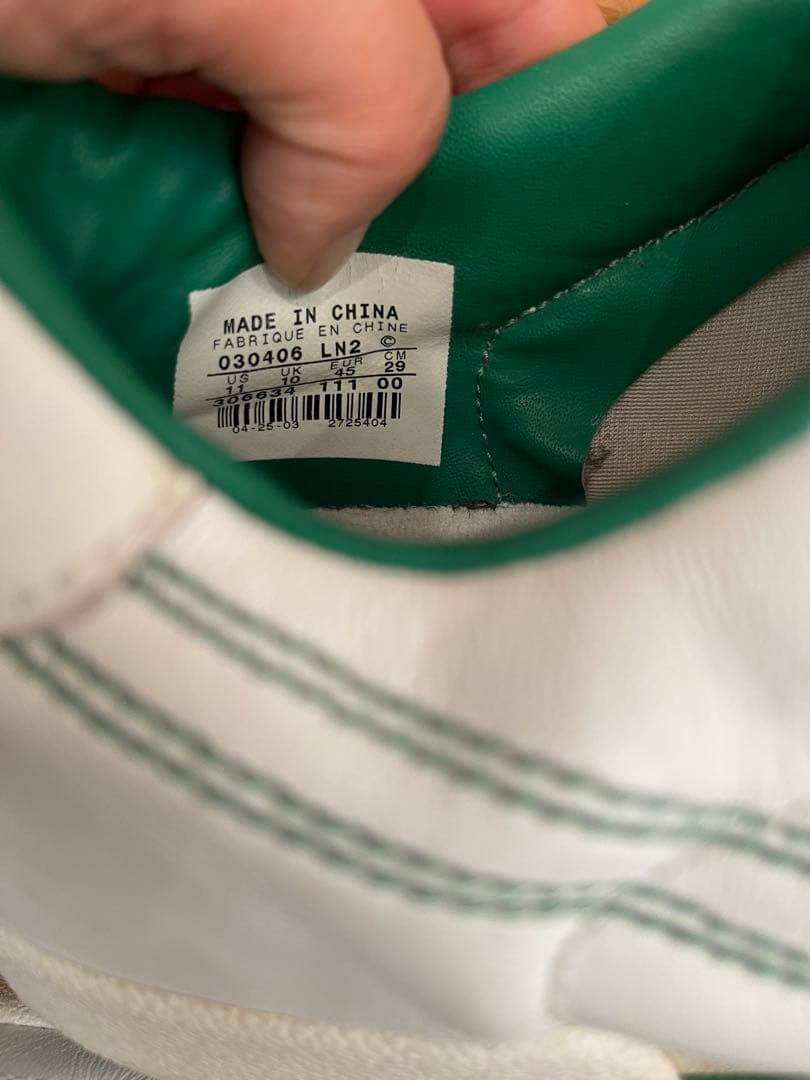 MADE IN CHINA
FABRIQUE EN CHINE
030406 LN2 ©
US UK EUR CM
11 10 45 29
306634 111 00
04-25-03 2725404